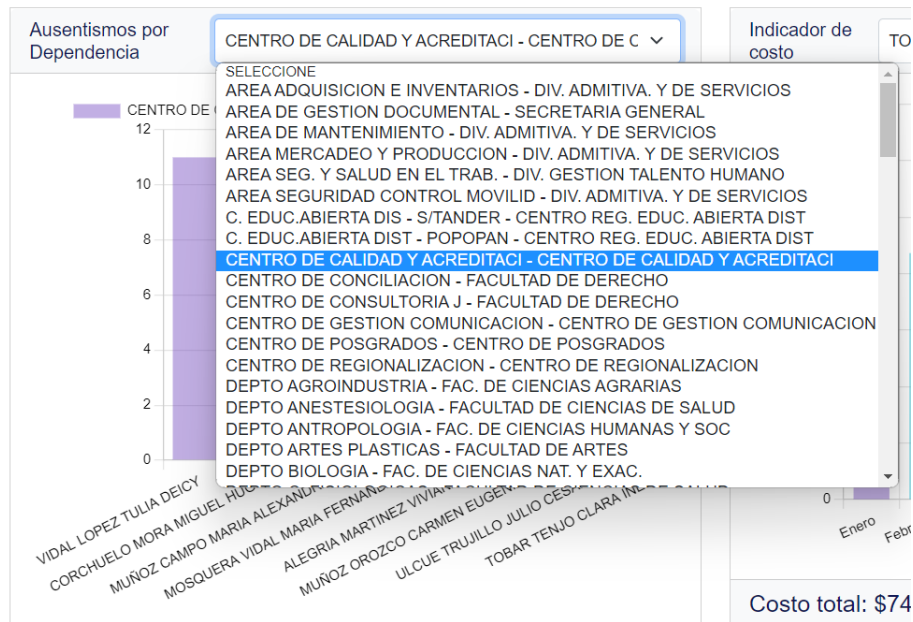 Ausentismos por
Dependencia
CENTRO DE CALIDAD Y ACREDITACI - CENTRO DE C
Indicador de
costo
TO
SELECCIONE
AREA ADQUISICION E INVENTARIOS - DIV. ADMITIVA. Y DE SERVICIOS
AREA DE GESTION DOCUMENTAL - SECRETARIA GENERAL
AREA DE MANTENIMIENTO - DIV. ADMITIVA. Y DE SERVICIOS
AREA MERCADEO Y PRODUCCION - DIV. ADMITIVA. Y DE SERVICIOS
AREA SEG. Y SALUD EN EL TRAB. - DIV. GESTION TALENTO HUMANO
AREA SEGURIDAD CONTROL MOVILID - DIV. ADMITIVA. Y DE SERVICIOS
C. EDUC.ABIERTA DIS - S/TANDER - CENTRO REG. EDUC. ABIERTA DIST
C. EDUC.ABIERTA DIST - POPOPAN - CENTRO REG. EDUC. ABIERTA DIST
CENTRO DE CALIDAD Y ACREDITACI - CENTRO DE CALIDAD Y ACREDITACI
CENTRO DE CONCILIACION - FACULTAD DE DERECHO
CENTRO DE CONSULTORIA J - FACULTAD DE DERECHO
CENTRO DE GESTION COMUNICACION - CENTRO DE GESTION COMUNICACION
CENTRO DE POSGRADOS - CENTRO DE POSGRADOS
CENTRO DE REGIONALIZACION - CENTRO DE REGIONALIZACION
DEPTO AGROINDUSTRIA - FAC. DE CIENCIAS AGRARIAS
DEPTO ANESTESIOLOGIA - FACULTAD DE CIENCIAS DE SALUD
DEPTO ANTROPOLOGIA - FAC. DE CIENCIAS HUMANAS Y SOC
DEPTO ARTES PLASTICAS - FACULTAD DE ARTES
DEPTO BIOLOGIA - FAC. DE CIENCIAS NAT. Y EXAC.
CENTRO DE
12
10
8
6
4
2
0
VIDAL LOPEZ TULIA DEICY
CORCHUELO MORA MIGUEL HUGO
MUÑOZ CAMPO MARIA ALEXANDR
MOSQUERA VIDAL MARIA FERNAND
ALEGRIA MARTINEZ VIVIAN
MUÑOZ OROZCO CARMEN EUGEN
ULCUE TRUJILLO JULIO CESA
TOBAR TENJO CLARA IN
0
Enero
Febr
Costo total: $74